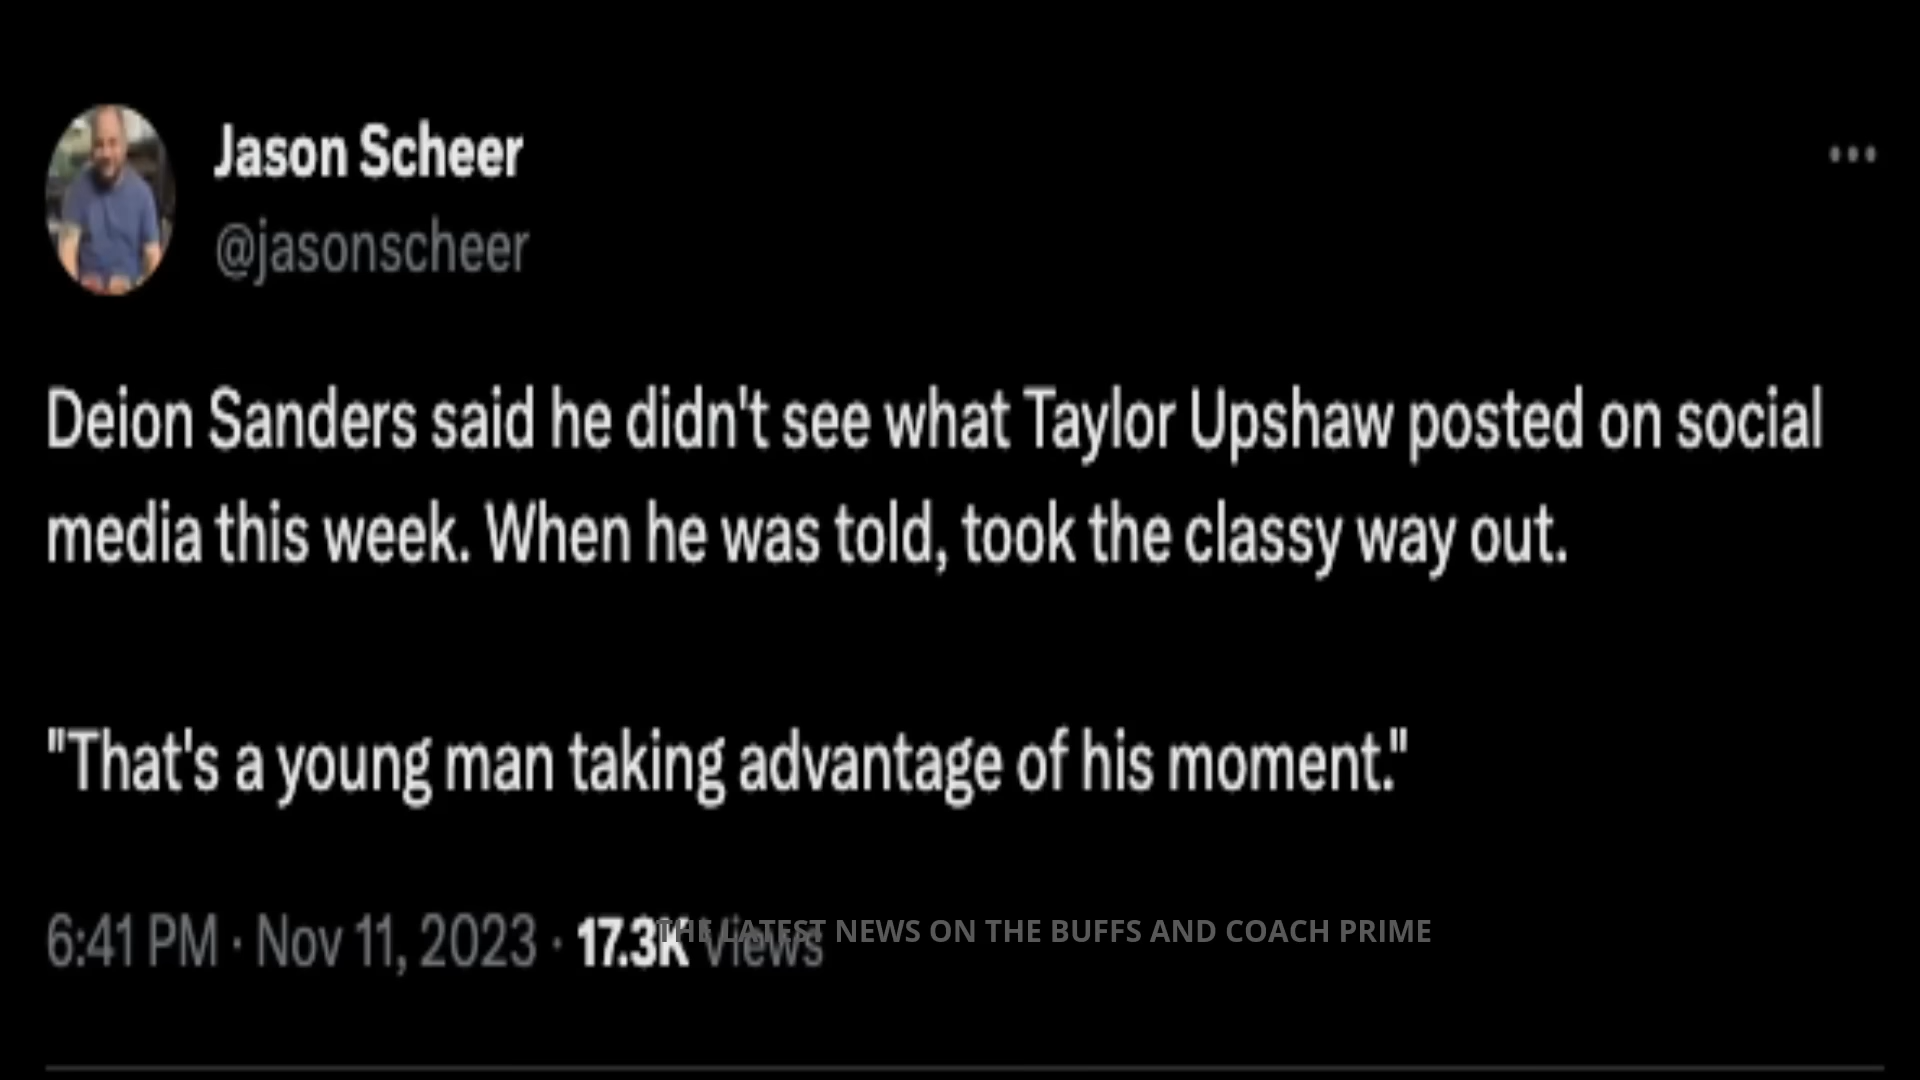 Jason Scheer
@jasonscheer
Deion Sanders said he didn't see what Taylor Upshaw posted on social
media this week. When he was told, took the classy way out.
"That's a young man taking advantage of his moment."
6:41 PM · Nov 11, 2023 · 17.3K Views
THE LATEST NEWS ON THE BUFFS AND COACH PRIME